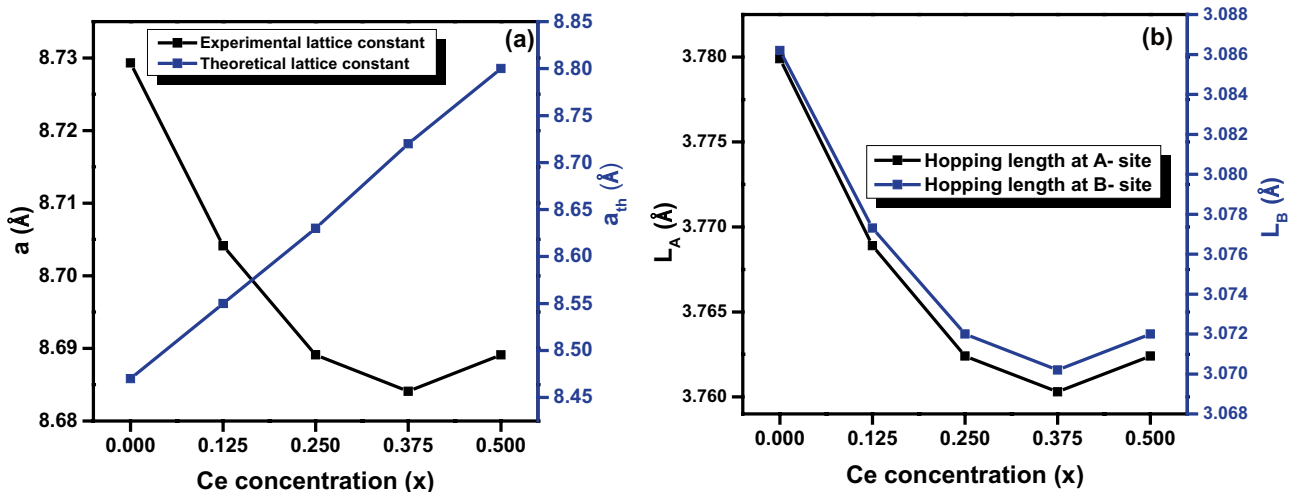 (a)
Experimental lattice constant
Theoretical lattice constant
8.73
8.72
8.71
8.70
8.69
8.68
a (Å)
8.85
8.80
8.75
8.70
8.65
8.60
8.55
8.50
8.45
a_th (Å)
0.000 0.125 0.250 0.375 0.500
Ce concentration (x)
(b)
Hopping length at A- site
Hopping length at B- site
3.780
3.775
3.770
3.765
3.760
L_A (Å)
3.088
3.086
3.084
3.082
3.080
3.078
3.076
3.074
3.072
3.070
3.068
L_B (Å)
0.000 0.125 0.250 0.375 0.500
Ce concentration (x)